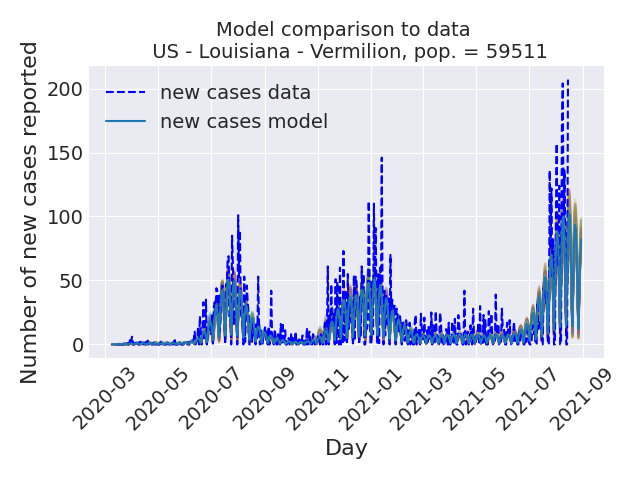 Model comparison to data
US - Louisiana - Vermilion, pop. = 59511
Number of new cases reported
200
150
100
50
0
new cases data
new cases model
2020-03
2020-05
2020-07
2020-09
2020-11
2021-01
2021-03
2021-05
2021-07
2021-09
Day